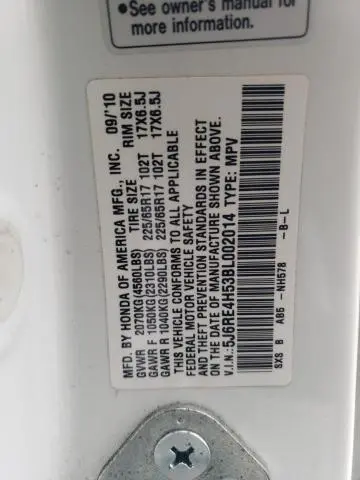 •See owner's manual for
more information.
MFD. BY HONDA OF AMERICA MFG., INC. 09/'10
TIRE SIZE RIM SIZE
GVWR 2070KG(4560LBS)
GAWR F 1050KG(2310LBS) 225/65R17 102T 17X6.5J
GAWR R 1040KG(2290LBS) 225/65R17 102T 17X6.5J
THIS VEHICLE CONFORMS TO ALL APPLICABLE
FEDERAL MOTOR VEHICLE SAFETY
AND THEFT PREVENTION STANDARDS IN EFFECT
ON THE DATE OF MANUFACTURE SHOWN ABOVE.
V.I.N.: 5J6RE4H53BL002014 TYPE: MPV
SXS B AB5 -NH578 -B-L